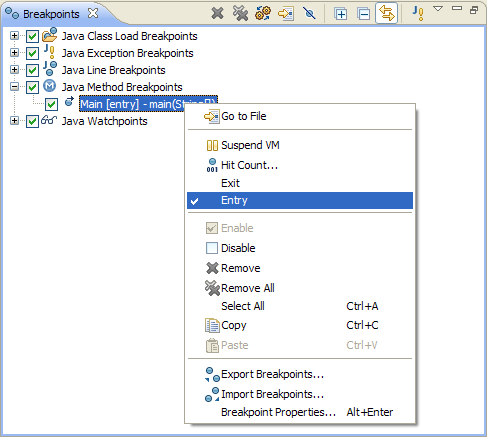 Breakpoints
Java Class Load Breakpoints
Java Exception Breakpoints
Java Line Breakpoints
Java Method Breakpoints
Main [entry] - main(String[])
Java Watchpoints
Go to File
Suspend VM
Hit Count...
Exit
Entry
Enable
Disable
Remove
Remove All
Select All Ctrl+A
Copy Ctrl+C
Paste Ctrl+V
Export Breakpoints...
Import Breakpoints...
Breakpoint Properties... Alt+Enter